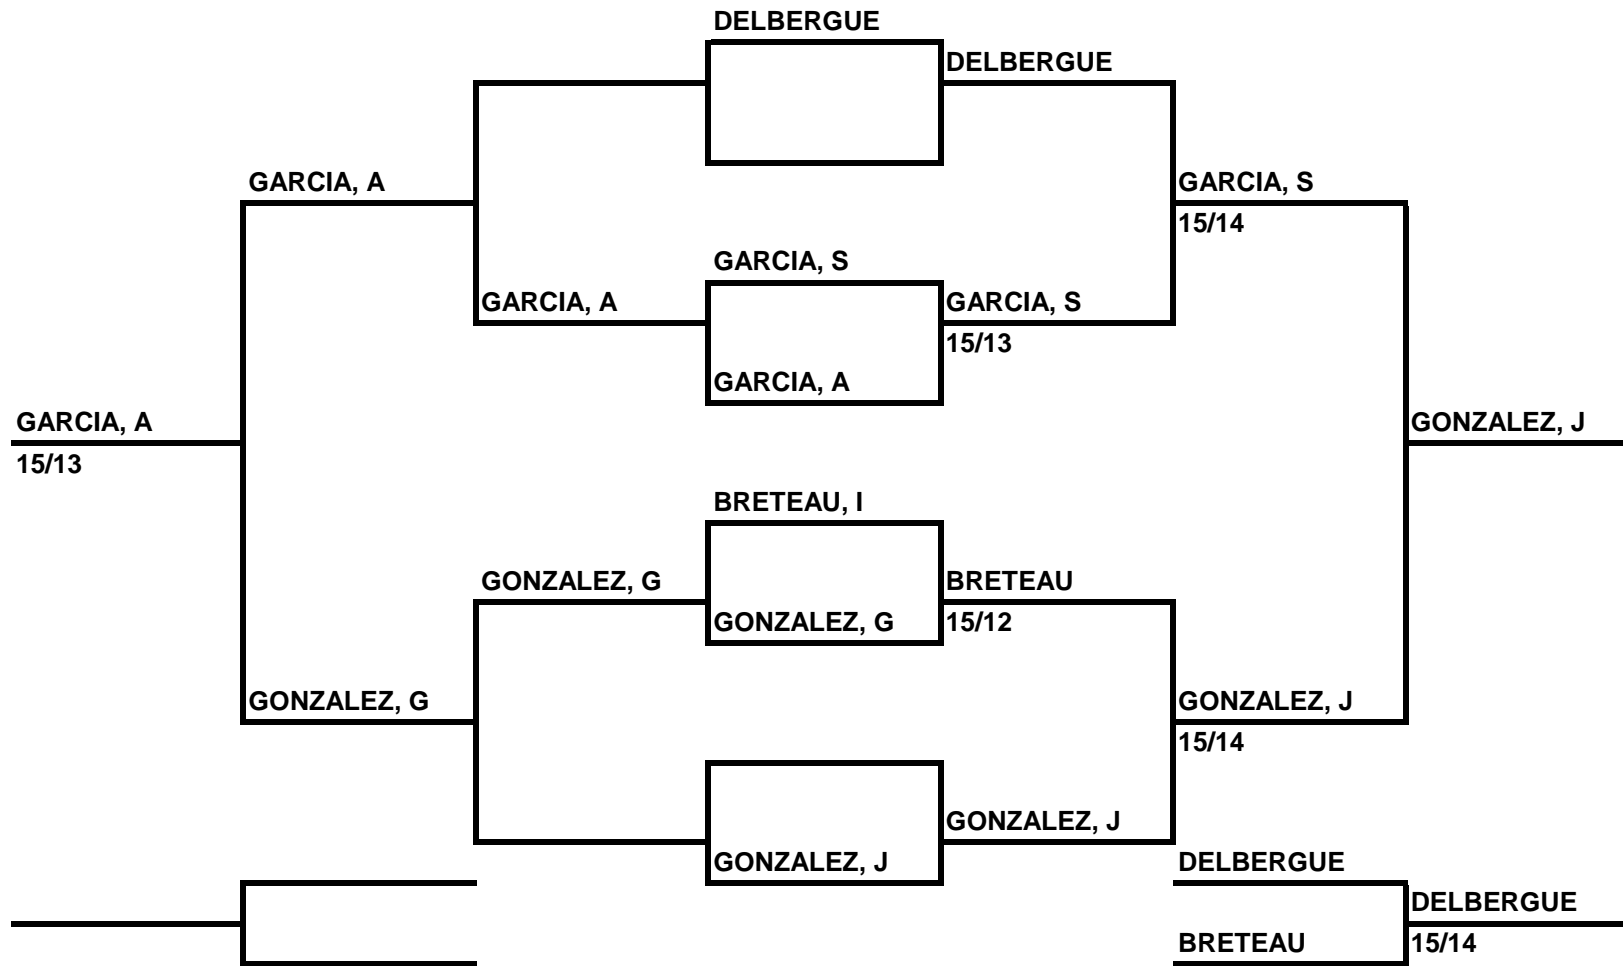 DELBERGUE
DELBERGUE
GARCIA, A
GARCIA, S
15/14
GARCIA, S
GARCIA, A
GARCIA, S
15/13
GARCIA, A
GARCIA, A
15/13
GONZALEZ, J
BRETEAU, I
GONZALEZ, G
BRETEAU
GONZALEZ, G
15/12
GONZALEZ, G
GONZALEZ, J
15/14
GONZALEZ, J
GONZALEZ, J
DELBERGUE
DELBERGUE
BRETEAU
15/14